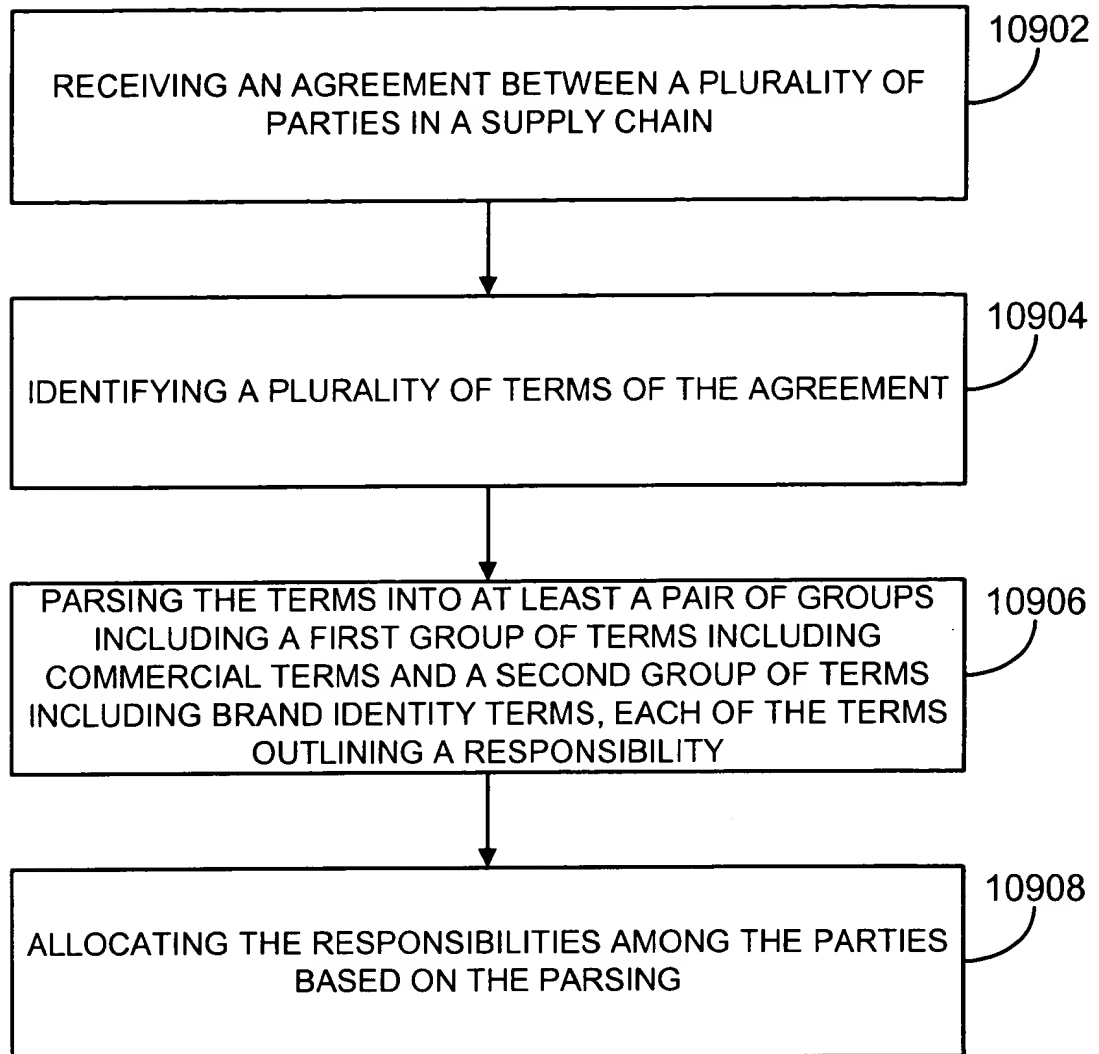 10902
RECEIVING AN AGREEMENT BETWEEN A PLURALITY OF
PARTIES IN A SUPPLY CHAIN
10904
IDENTIFYING A PLURALITY OF TERMS OF THE AGREEMENT
10906
PARSING THE TERMS INTO AT LEAST A PAIR OF GROUPS
INCLUDING A FIRST GROUP OF TERMS INCLUDING
COMMERCIAL TERMS AND A SECOND GROUP OF TERMS
INCLUDING BRAND IDENTITY TERMS, EACH OF THE TERMS
OUTLINING A RESPONSIBILITY
10908
ALLOCATING THE RESPONSIBILITIES AMONG THE PARTIES
BASED ON THE PARSING